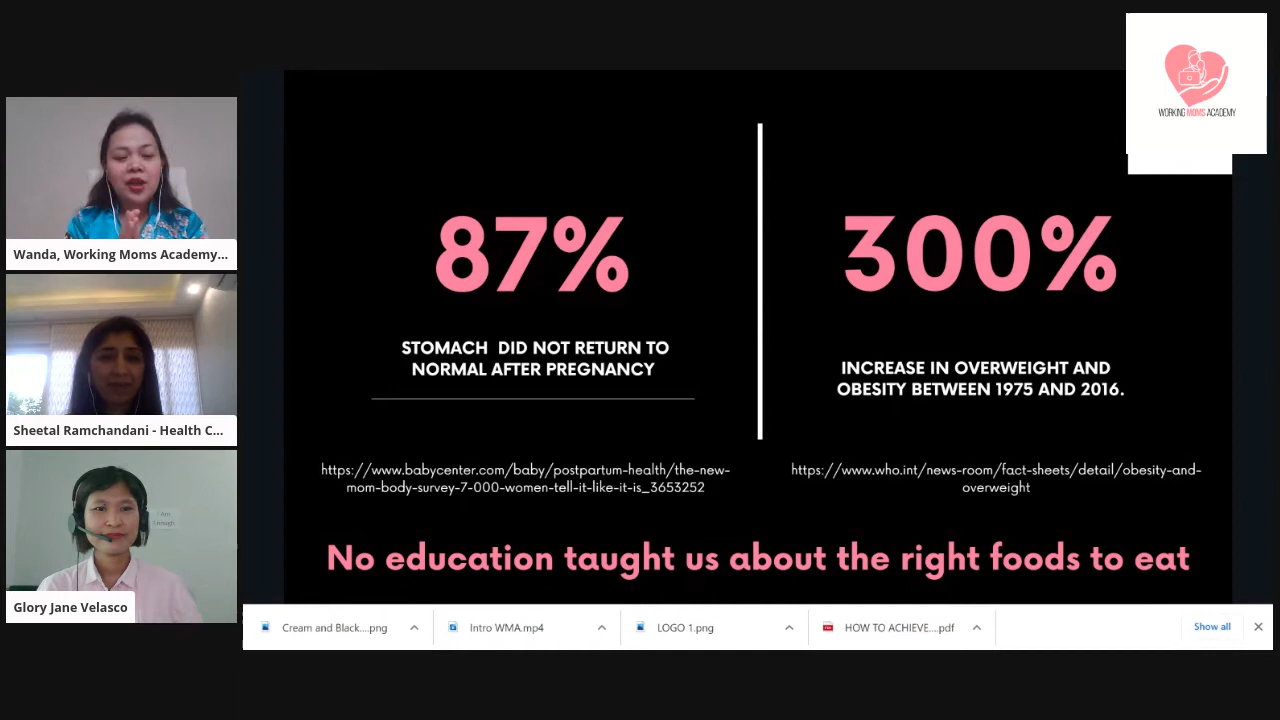 WORKING MOMS ACADEMY
Wanda, Working Moms Academy...
Sheetal Ramchandani - Health C...
I Am
Enough
Glory Jane Velasco
87%
STOMACH DID NOT RETURN TO
NORMAL AFTER PREGNANCY
https://www.babycenter.com/baby/postpartum-health/the-new-
mom-body-survey-7-000-women-tell-it-like-it-is_3653252
300%
INCREASE IN OVERWEIGHT AND
OBESITY BETWEEN 1975 AND 2016.
https://www.who.int/news-room/fact-sheets/detail/obesity-and-
overweight
No education taught us about the right foods to eat
Cream and Black....png
Intro WMA.mp4
LOGO 1.png
HOW TO ACHIEVE....pdf
Show all